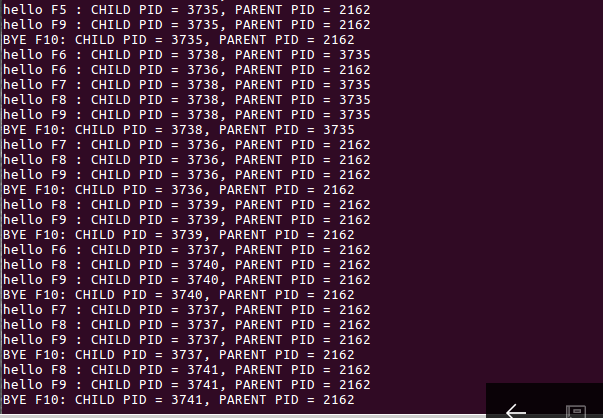 hello F5 : CHILD PID = 3735, PARENT PID = 2162
hello F9 : CHILD PID = 3735, PARENT PID = 2162
BYE F10: CHILD PID = 3735, PARENT PID = 2162
hello F6 : CHILD PID = 3738, PARENT PID = 3735
hello F6 : CHILD PID = 3736, PARENT PID = 2162
hello F7 : CHILD PID = 3738, PARENT PID = 3735
hello F8 : CHILD PID = 3738, PARENT PID = 3735
hello F9 : CHILD PID = 3738, PARENT PID = 3735
BYE F10: CHILD PID = 3738, PARENT PID = 3735
hello F7 : CHILD PID = 3736, PARENT PID = 2162
hello F8 : CHILD PID = 3736, PARENT PID = 2162
hello F9 : CHILD PID = 3736, PARENT PID = 2162
BYE F10: CHILD PID = 3736, PARENT PID = 2162
hello F8 : CHILD PID = 3739, PARENT PID = 2162
hello F9 : CHILD PID = 3739, PARENT PID = 2162
BYE F10: CHILD PID = 3739, PARENT PID = 2162
hello F6 : CHILD PID = 3737, PARENT PID = 2162
hello F8 : CHILD PID = 3740, PARENT PID = 2162
hello F9 : CHILD PID = 3740, PARENT PID = 2162
BYE F10: CHILD PID = 3740, PARENT PID = 2162
hello F7 : CHILD PID = 3737, PARENT PID = 2162
hello F8 : CHILD PID = 3737, PARENT PID = 2162
hello F9 : CHILD PID = 3737, PARENT PID = 2162
BYE F10: CHILD PID = 3737, PARENT PID = 2162
hello F8 : CHILD PID = 3741, PARENT PID = 2162
hello F9 : CHILD PID = 3741, PARENT PID = 2162
BYE F10: CHILD PID = 3741, PARENT PID = 2162